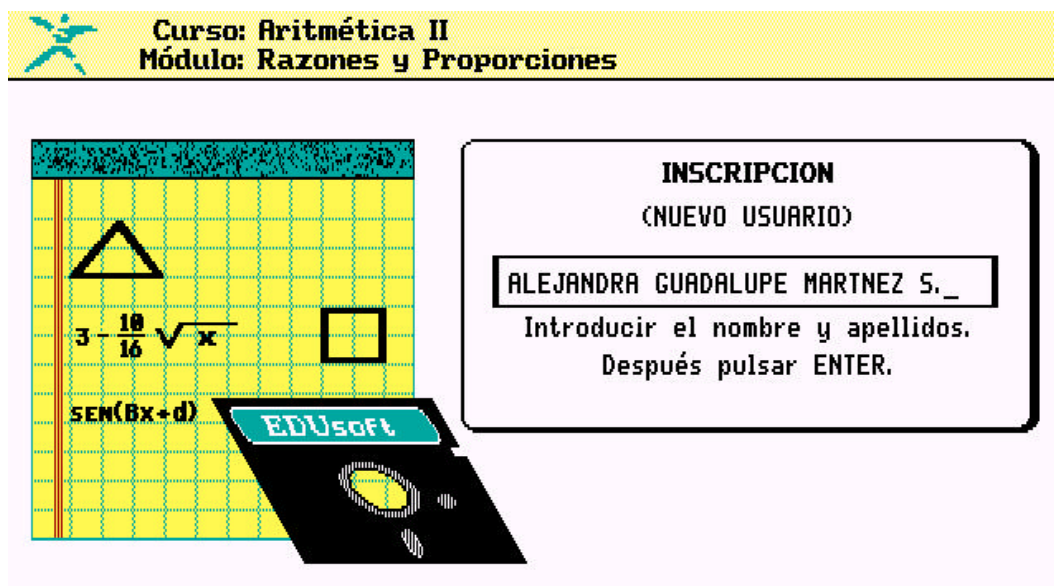 Curso: Aritmética II
Módulo: Razones y Proporciones
3 - 10/16 √x
SEN(Bx+d)
EDUsoft
INSCRIPCION
(NUEVO USUARIO)
ALEJANDRA GUADALUPE MARTNEZ S._
Introducir el nombre y apellidos.
Después pulsar ENTER.